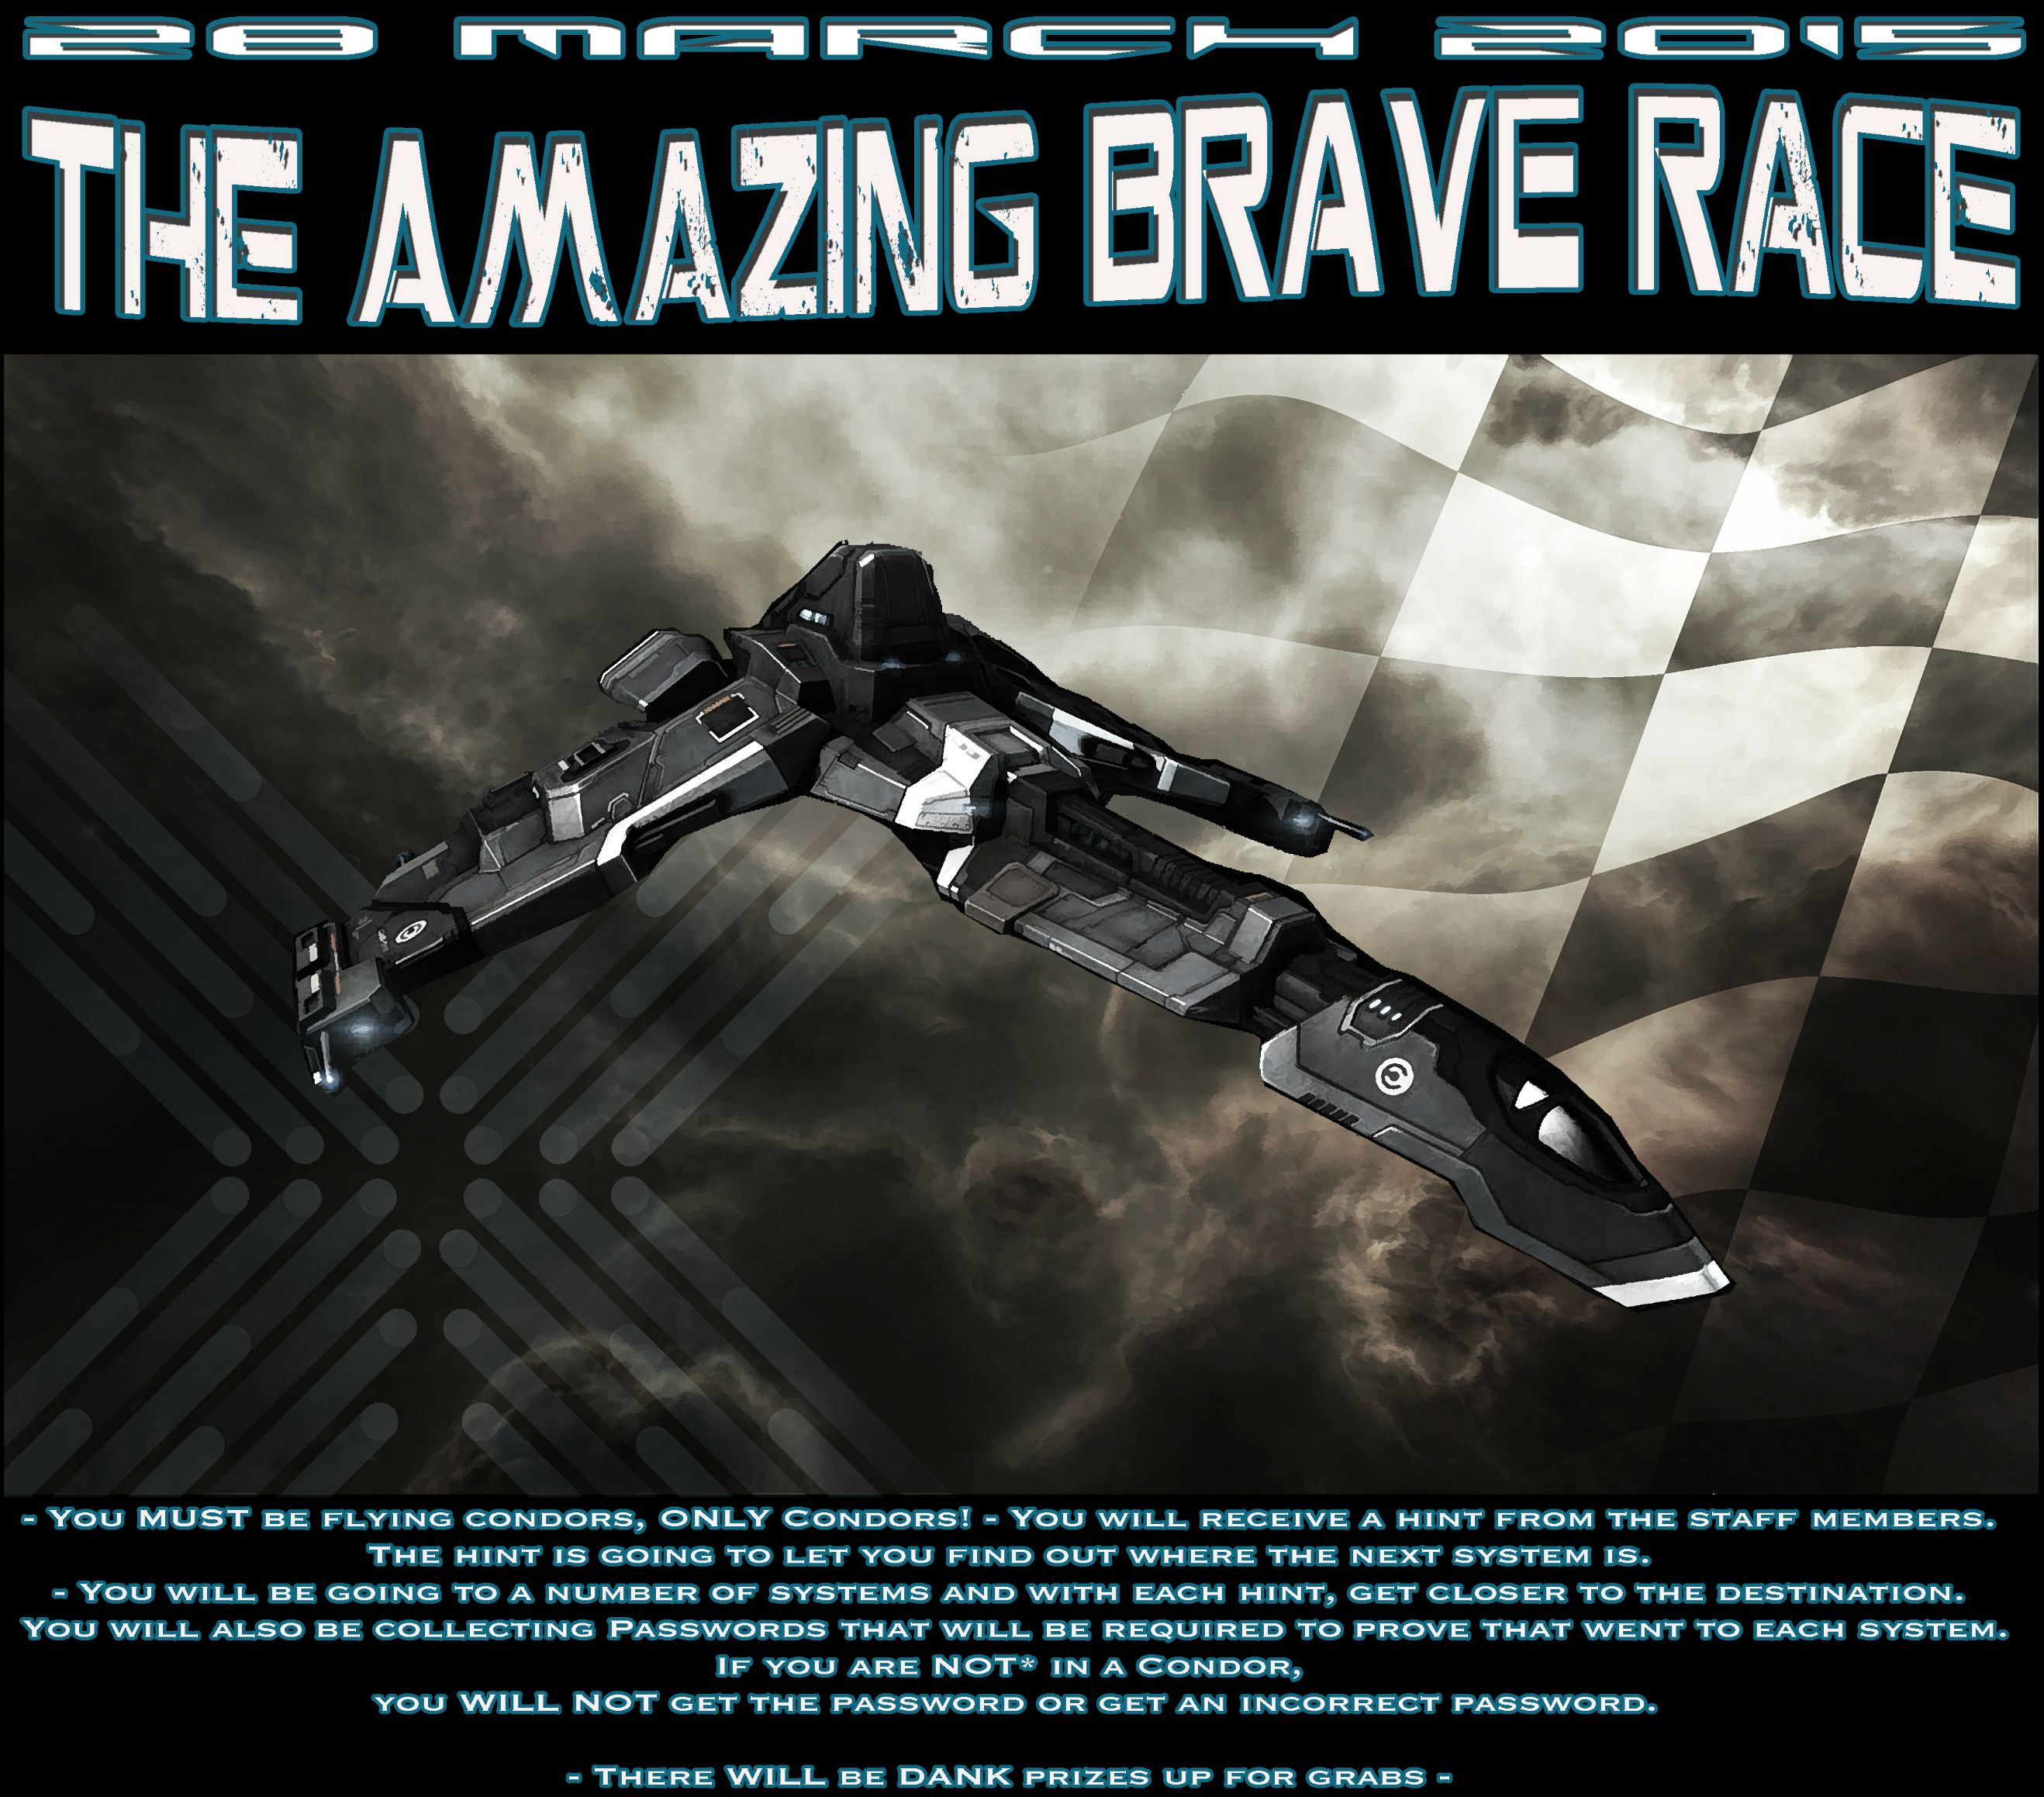 28 MARCH 2015
THE AMAZING BRAVE RACE
- You MUST be flying condors, ONLY Condors! - You will receive a hint from the staff members.
The hint is going to let you find out where the next system is.
- You will be going to a number of systems and with each hint, get closer to the destination.
You will also be collecting Passwords that will be required to prove that went to each system.
If you are NOT* in a Condor,
you WILL NOT get the password or get an incorrect password.
- There WILL be DANK prizes up for grabs -